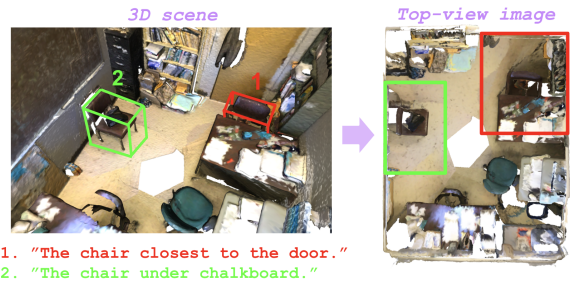 3D scene
Top-view image
2
1
1. "The chair closest to the door."
2. "The chair under chalkboard."